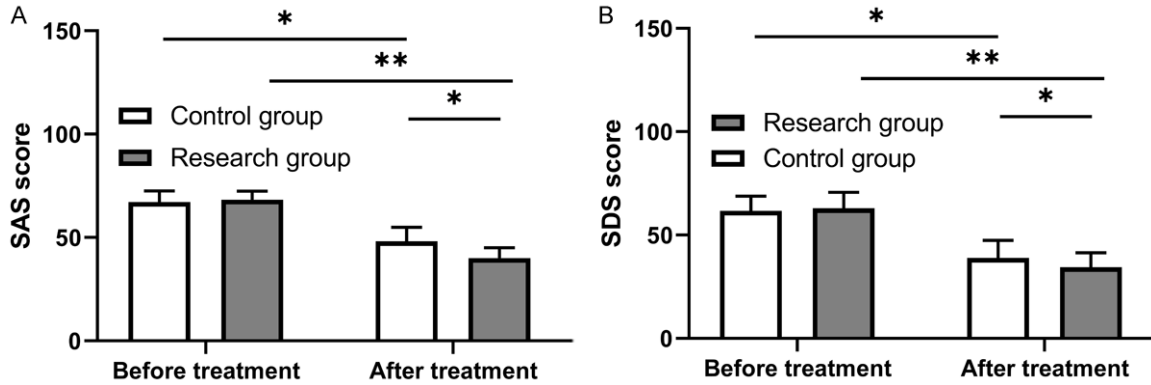 A
SAS score
150
100
50
0
*
**
*
Control group
Research group
Before treatment
After treatment
B
SDS score
150
100
50
0
*
**
*
Research group
Control group
Before treatment
After treatment